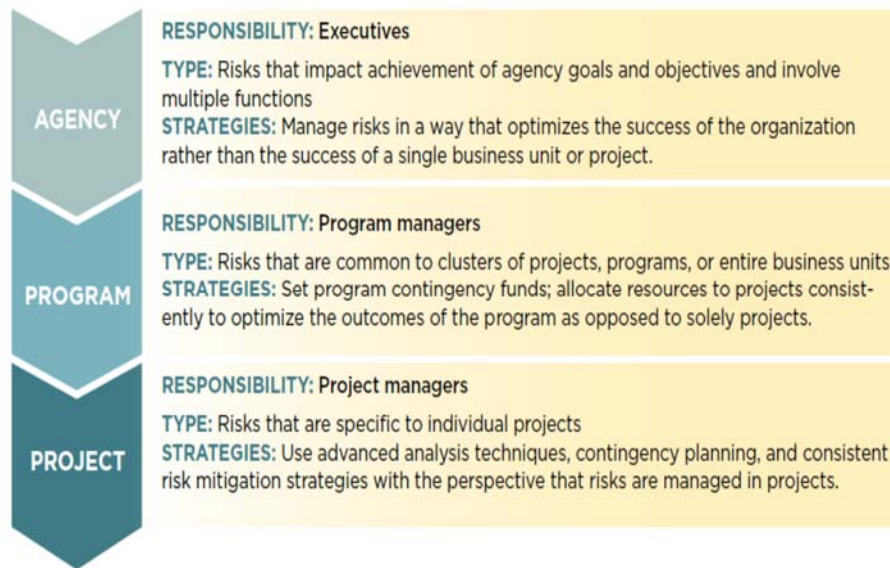 AGENCY
RESPONSIBILITY: Executives
TYPE: Risks that impact achievement of agency goals and objectives and involve
multiple functions
STRATEGIES: Manage risks in a way that optimizes the success of the organization
rather than the success of a single business unit or project.
PROGRAM
RESPONSIBILITY: Program managers
TYPE: Risks that are common to clusters of projects, programs, or entire business units
STRATEGIES: Set program contingency funds; allocate resources to projects consist-
ently to optimize the outcomes of the program as opposed to solely projects.
PROJECT
RESPONSIBILITY: Project managers
TYPE: Risks that are specific to individual projects
STRATEGIES: Use advanced analysis techniques, contingency planning, and consistent
risk mitigation strategies with the perspective that risks are managed in projects.